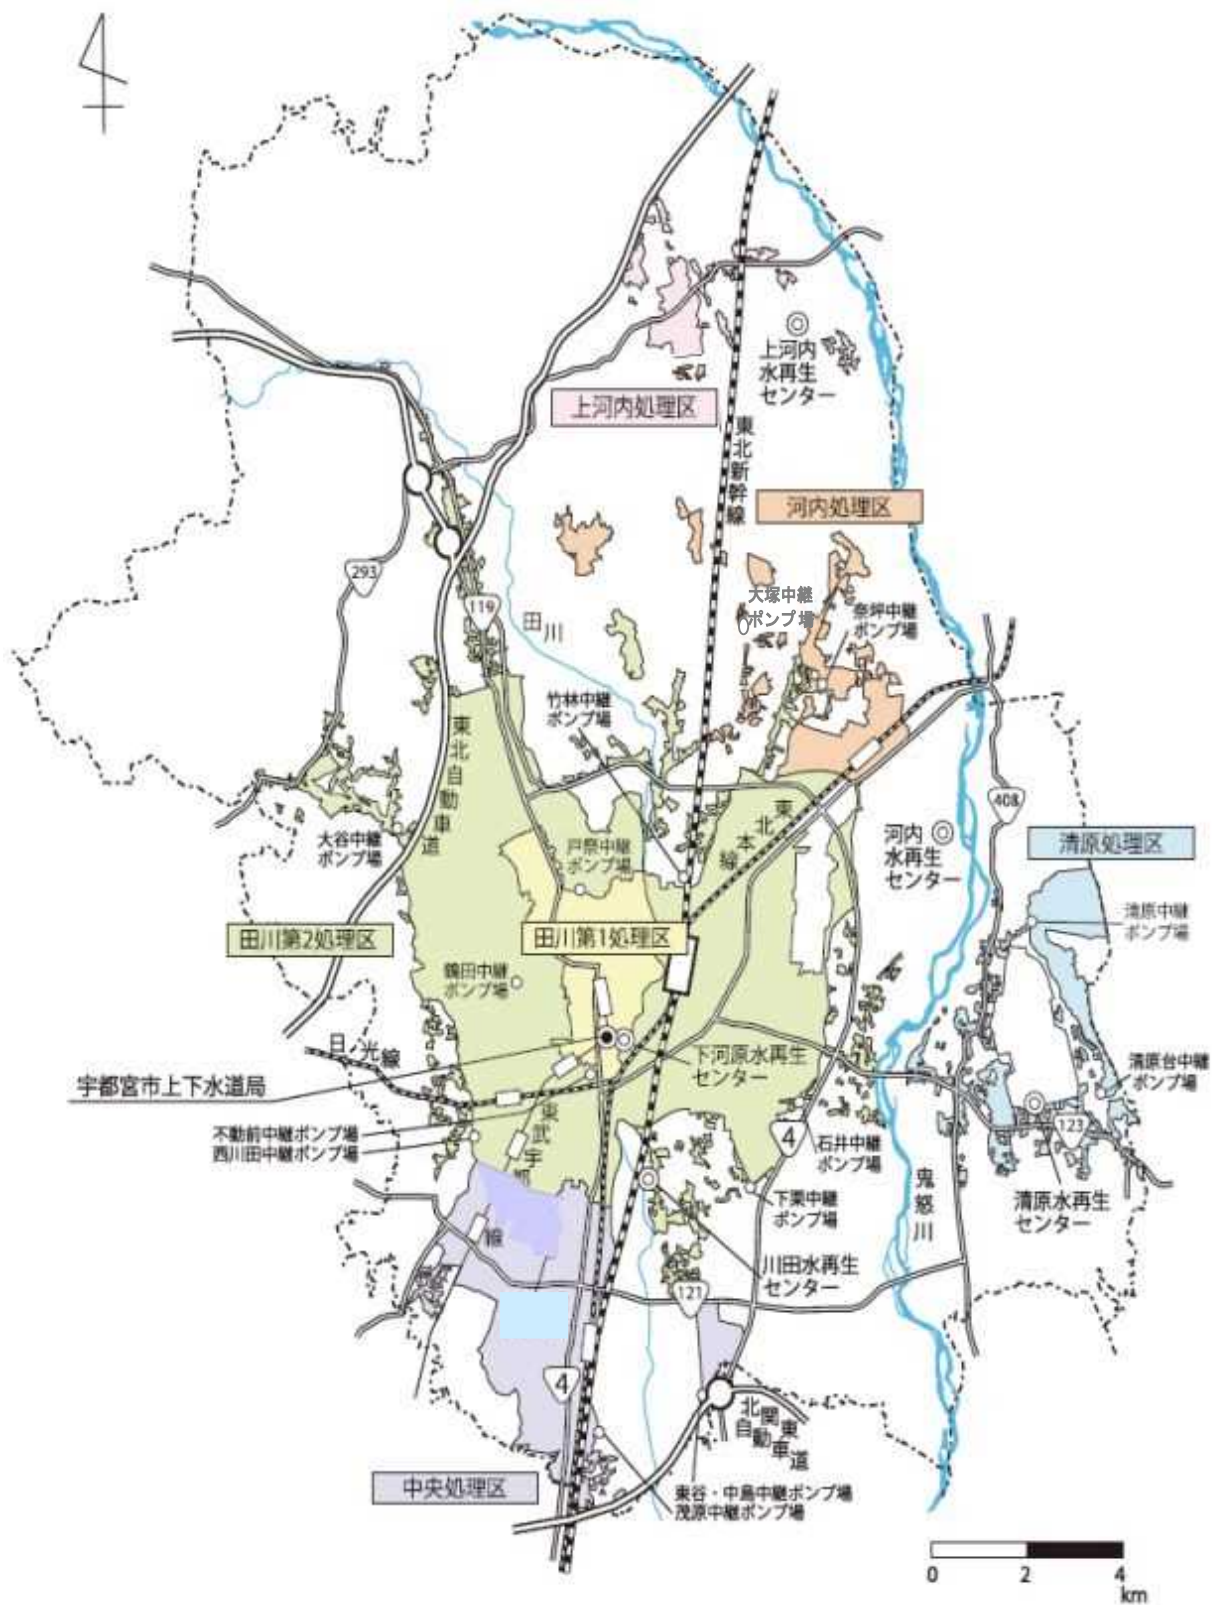 上河内
水再生
センター
上河内処理区
東北新幹線
河内処理区
293
119
田川
大塚中継
ポンプ場
奈坪中継
ポンプ場
竹林中継
ポンプ場
東北自動車道
東北本線
408
大谷中継
ポンプ場
戸祭中継
ポンプ場
河内
水再生
センター
清原処理区
清原中継
ポンプ場
田川第2処理区
田川第1処理区
鶴田中継
ポンプ場
日光線
下河原水再生
センター
清原台中継
ポンプ場
宇都宮市上下水道局
123
不動前中継ポンプ場
西川田中継ポンプ場
東武宇都
線
4
石井中継
ポンプ場
鬼怒川
下栗中継
ポンプ場
清原水再生
センター
川田水再生
センター
121
4
北関東
自動車道
中央処理区
東谷・中島中継ポンプ場
茂原中継ポンプ場
0 2 4
km